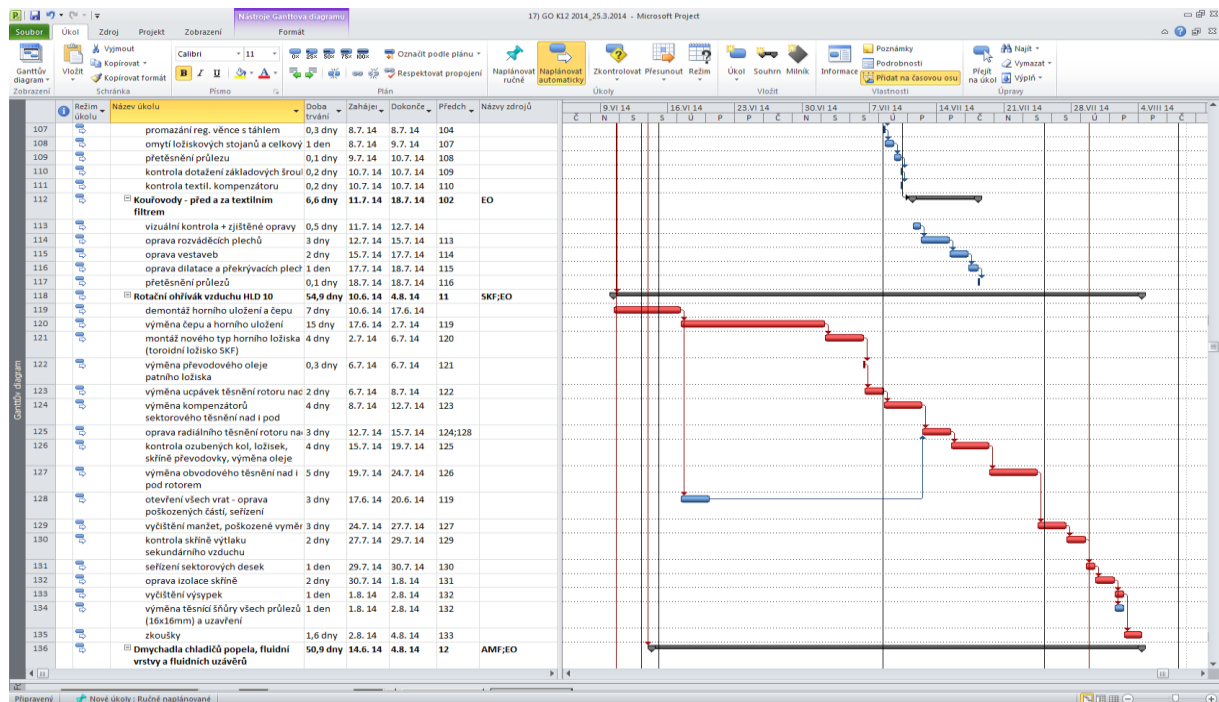 Nástroje Ganttova diagramu
17) GO K12 2014_25.3.2014 - Microsoft Project
Soubor Úkol Zdroj Projekt Zobrazení Formát
Ganttův diagram
Zobrazení
Vložit
Vyjmout
Kopírovat
Kopírovat formát
Schránka
Calibri 11
B I U
Písmo
Označit podle plánu
Respektovat propojení
Plán
Naplánovat ručně
Naplánovat automaticky
Zkontrolovat Přesunout Režim
Úkoly
Úkol Souhrn Milník
Vložit
Informace
Poznámky
Podrobnosti
Přidat na časovou osu
Vlastnosti
Přejít na úkol
Najít
Vymazat
Výplň
Úpravy
Režim úkolu Název úkolu Doba trvání Zahájer Dokonče Předch Názvy zdrojů
9.VI 14 16.VI 14 23.VI 14 30.VI 14 7.VII 14 14.VII 14 21.VII 14 28.VII 14 4.VIII 14
Č N S S Ú P P Č N S S Ú P P Č N S S Ú P P Č
107 promazání reg. věnce s táhlem 0,3 dny 8.7. 14 8.7. 14 104
108 omytí ložiskových stojanů a celkový 1 den 8.7. 14 9.7. 14 107
109 přetěsnění průlezu 0,1 dny 9.7. 14 10.7. 14 108
110 kontrola dotažení základových šroul 0,2 dny 10.7. 14 10.7. 14 109
111 kontrola textil. kompenzátoru 0,2 dny 10.7. 14 10.7. 14 110
112 Kouřovody - před a za textilním 6,6 dny 11.7. 14 18.7. 14 102 EO
filtrem
113 vizuální kontrola + zjištěné opravy 0,5 dny 11.7. 14 12.7. 14
114 oprava rozváděcích plechů 3 dny 12.7. 14 15.7. 14 113
115 oprava vestaveb 2 dny 15.7. 14 17.7. 14 114
116 oprava dilatace a překrývacích plech 1 den 17.7. 14 18.7. 14 115
117 přetěsnění průlezů 0,1 dny 18.7. 14 18.7. 14 116
118 Rotační ohřívák vzduchu HLD 10 54,9 dny 10.6. 14 4.8. 14 11 SKF;EO
119 demontáž horního uložení a čepu 7 dny 10.6. 14 17.6. 14
120 výměna čepu a horního uložení 15 dny 17.6. 14 2.7. 14 119
121 montáž nového typ horního ložiska 4 dny 2.7. 14 6.7. 14 120
(toroidní ložisko SKF)
122 výměna převodového oleje 0,3 dny 6.7. 14 6.7. 14 121
patního ložiska
123 výměna ucpávek těsnění rotoru nad 2 dny 6.7. 14 8.7. 14 122
124 výměna kompenzátorů 4 dny 8.7. 14 12.7. 14 123
sektorového těsnění nad i pod
125 oprava radiálního těsnění rotoru na 3 dny 12.7. 14 15.7. 14 124;128
126 kontrola ozubených kol, ložisek, 4 dny 15.7. 14 19.7. 14 125
skříně převodovky, výměna oleje
127 výměna obvodového těsnění nad i 5 dny 19.7. 14 24.7. 14 126
pod rotorem
128 otevření všech vrat - oprava 3 dny 17.6. 14 20.6. 14 119
poškozených částí, seřízení
129 vyčištění manžet, poškozené vyměr 3 dny 24.7. 14 27.7. 14 127
130 kontrola skříně výtlaku 2 dny 27.7. 14 29.7. 14 129
sekundárního vzduchu
131 seřízení sektorových desek 1 den 29.7. 14 30.7. 14 130
132 oprava izolace skříně 2 dny 30.7. 14 1.8. 14 131
133 vyčištění výsypek 1 den 1.8. 14 2.8. 14 132
134 výměna těsnící šňůry všech průlezů 1 den 1.8. 14 2.8. 14 132
(16x16mm) a uzavření
135 zkoušky 1,6 dny 2.8. 14 4.8. 14 133
136 Dmychadla chladičů popela, fluidní 50,9 dny 14.6. 14 4.8. 14 12 AMF;EO
vrstvy a fluidních uzávěrů
Ganttův diagram
Připravený Nové úkoly : Ručně naplánované